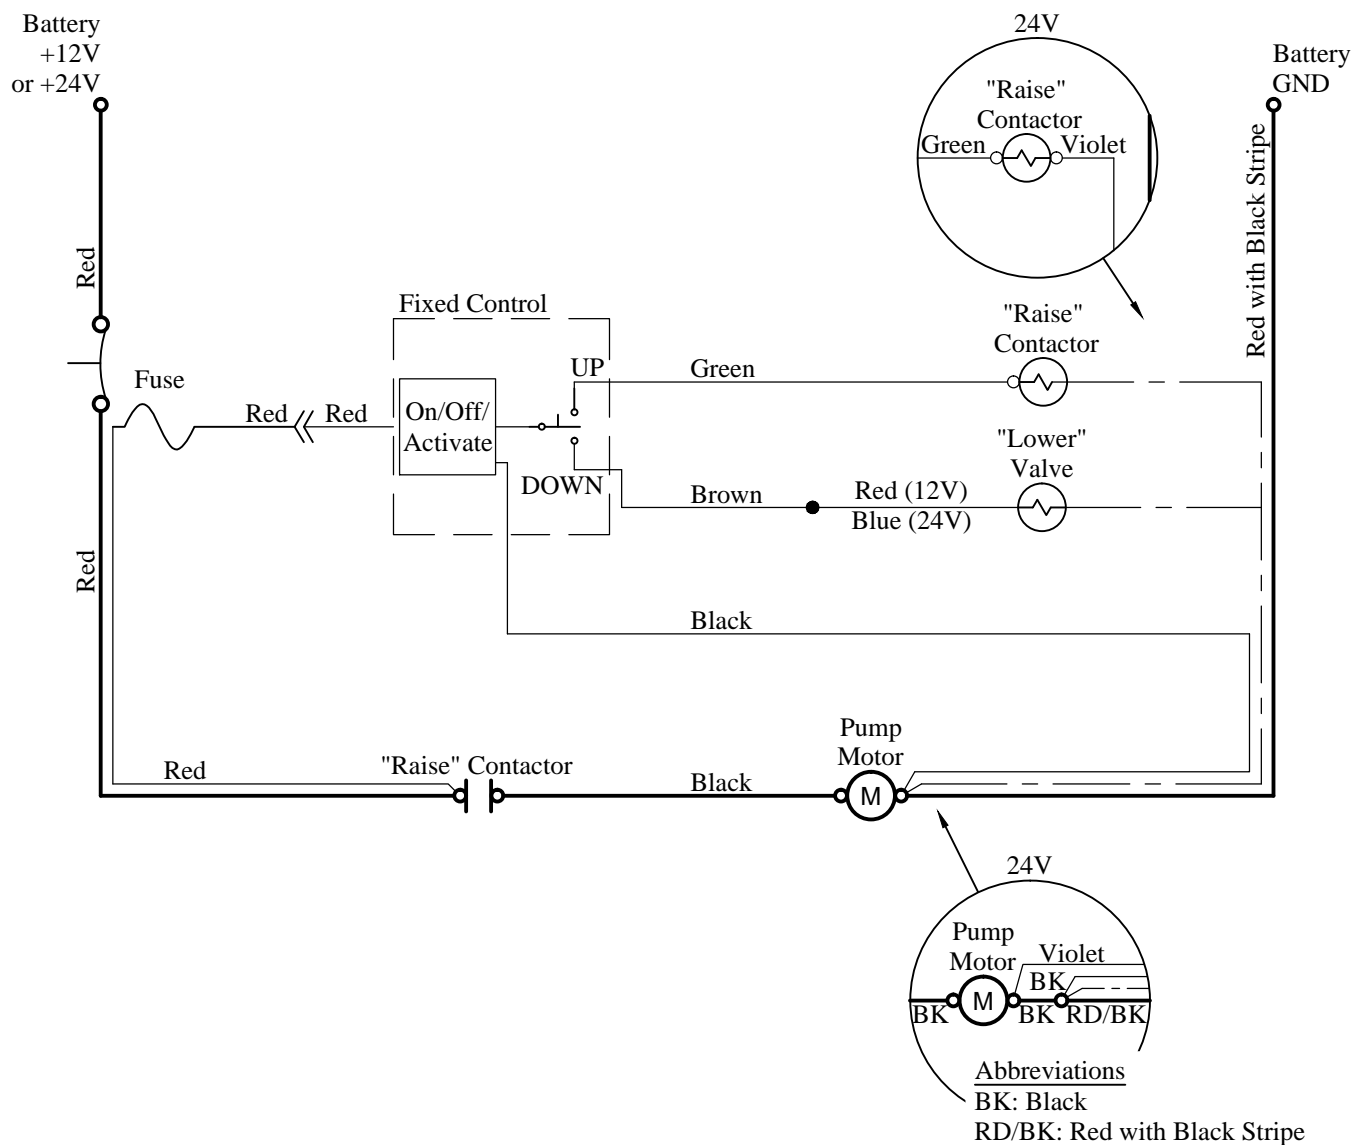 Battery
+12V
or +24V
24V
Battery
GND
"Raise"
Contactor
Green
Violet
Red with Black Stripe
Red
Fixed Control
"Raise"
Contactor
UP
Green
Fuse
Red
Red
On/Off/
Activate
DOWN
"Lower"
Valve
Brown
Red (12V)
Blue (24V)
Red
Black
Pump
Motor
Red
"Raise" Contactor
Black
M
24V
Pump
Motor
Violet
BK
M
BK
BK
RD/BK
Abbreviations
BK: Black
RD/BK: Red with Black Stripe